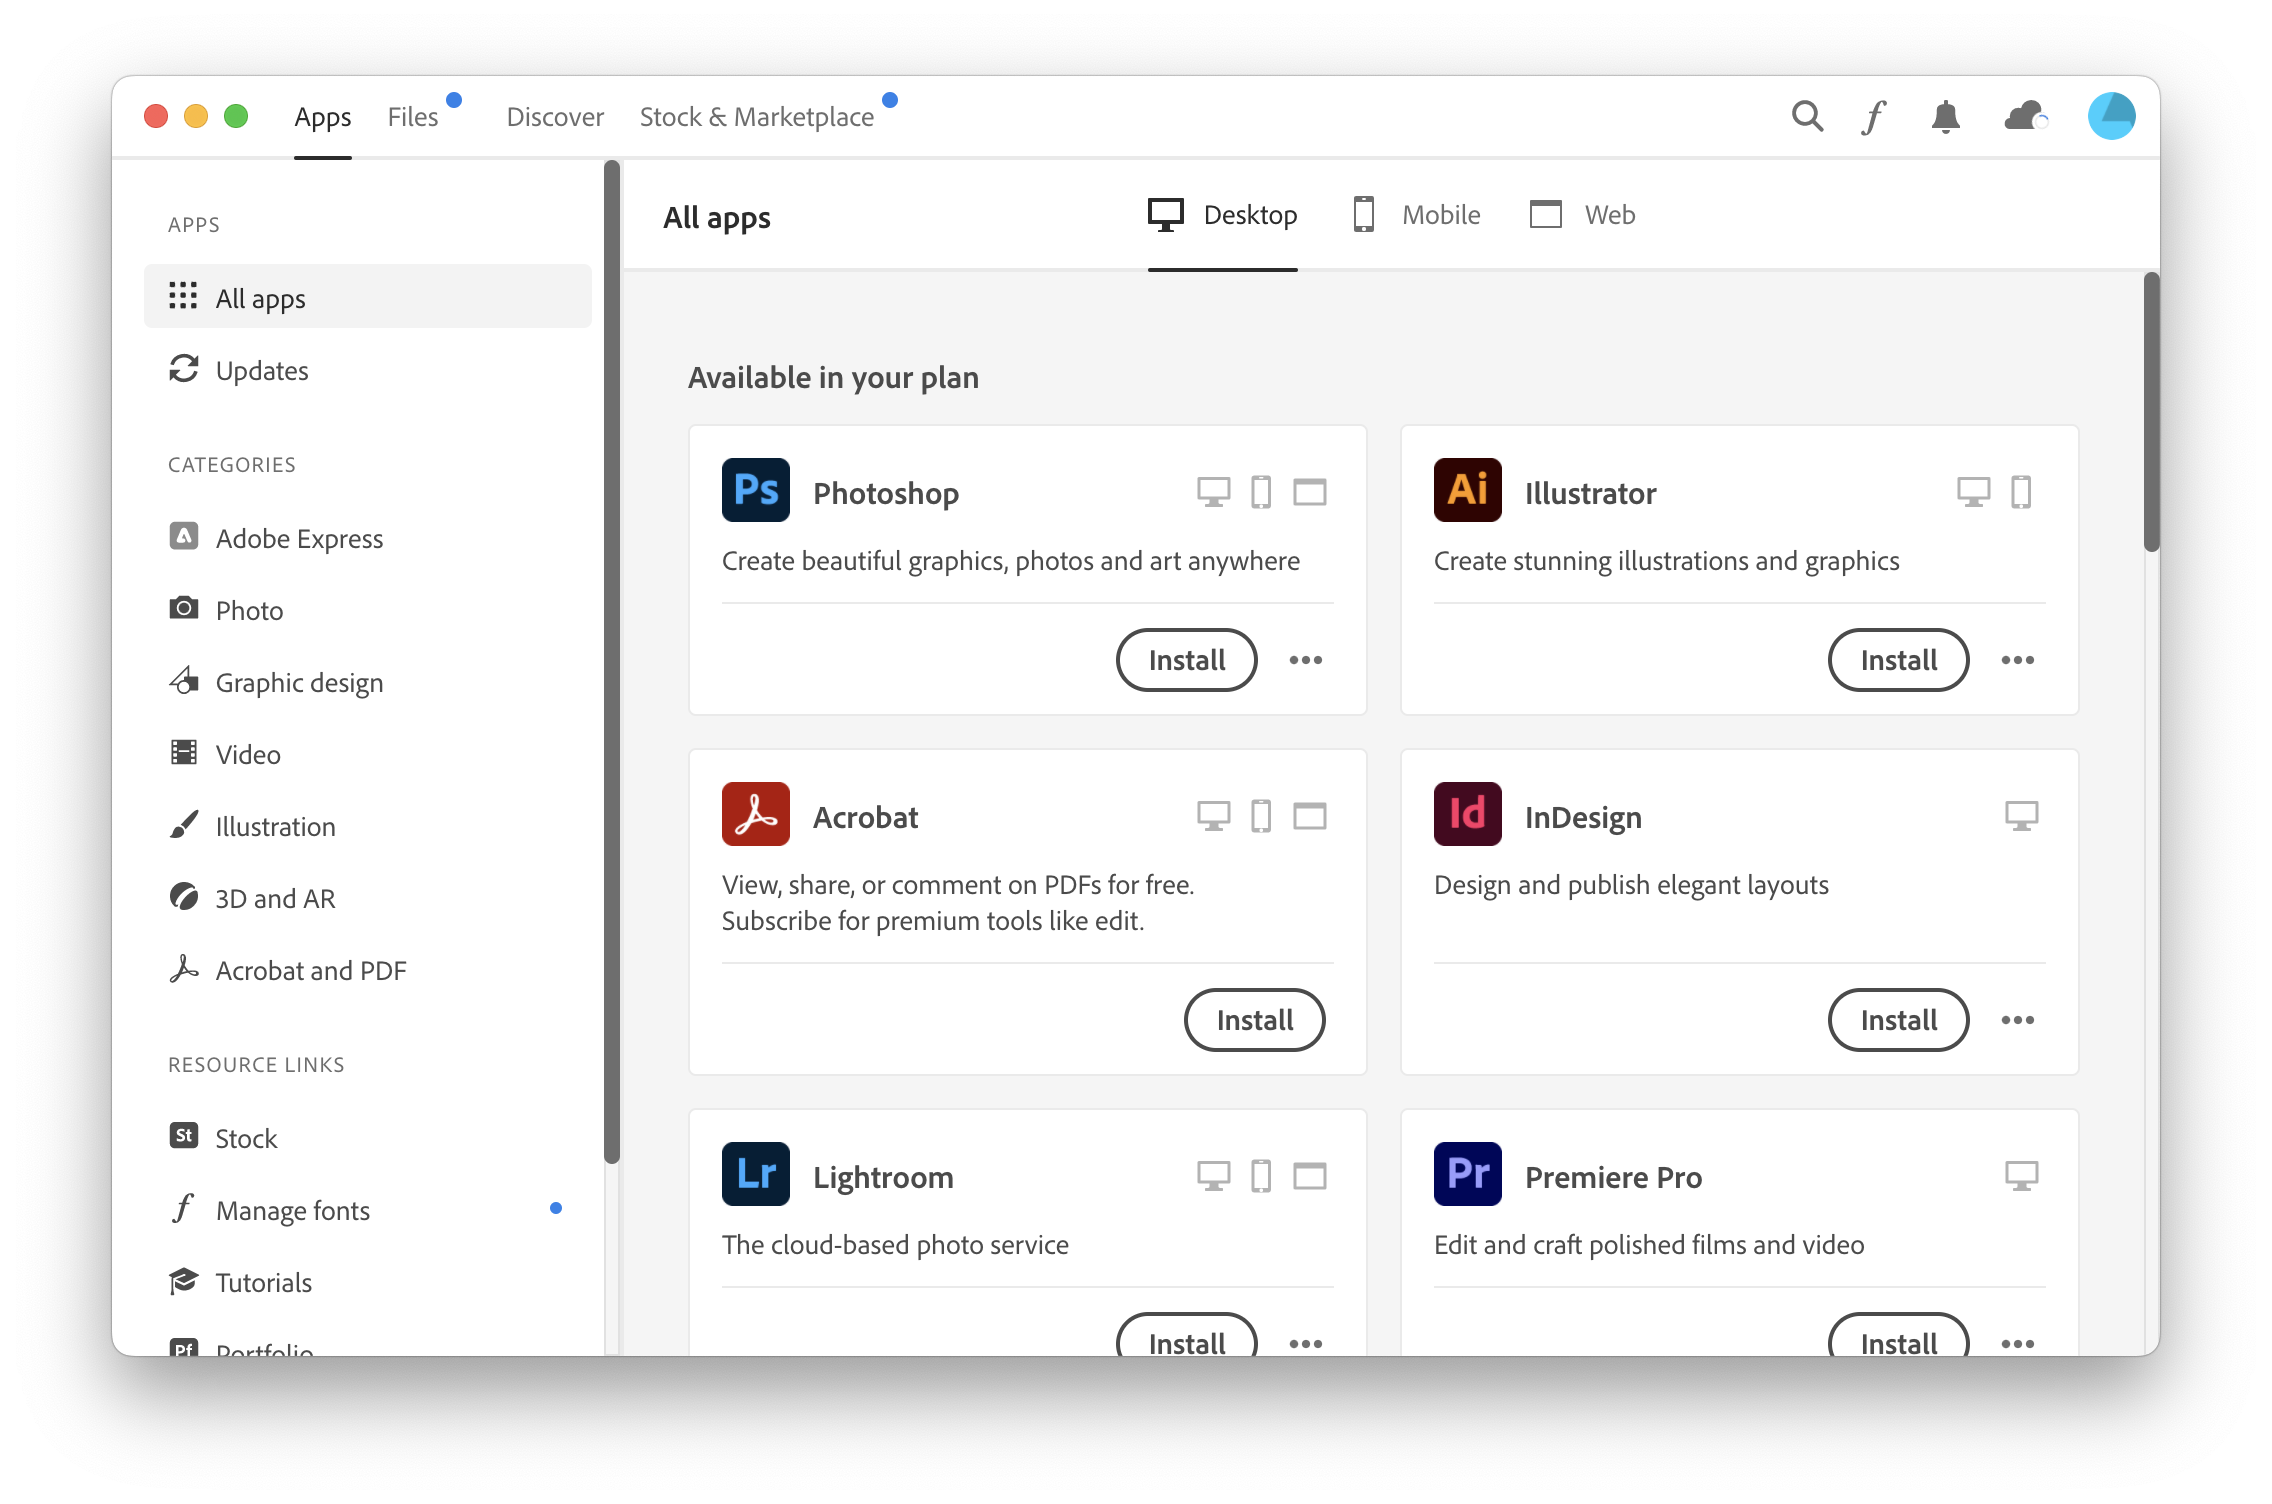 Apps Files Discover Stock & Marketplace
APPS
All apps
Updates
CATEGORIES
Adobe Express
Photo
Graphic design
Video
Illustration
3D and AR
Acrobat and PDF
RESOURCE LINKS
St Stock
Manage fonts
Tutorials
Pf Portfolio
All apps
Desktop Mobile Web
Available in your plan
Ps Photoshop
Create beautiful graphics, photos and art anywhere
Install
Ai Illustrator
Create stunning illustrations and graphics
Install
Acrobat
View, share, or comment on PDFs for free.
Subscribe for premium tools like edit.
Install
Id InDesign
Design and publish elegant layouts
Install
Lr Lightroom
The cloud-based photo service
Install
Pr Premiere Pro
Edit and craft polished films and video
Install